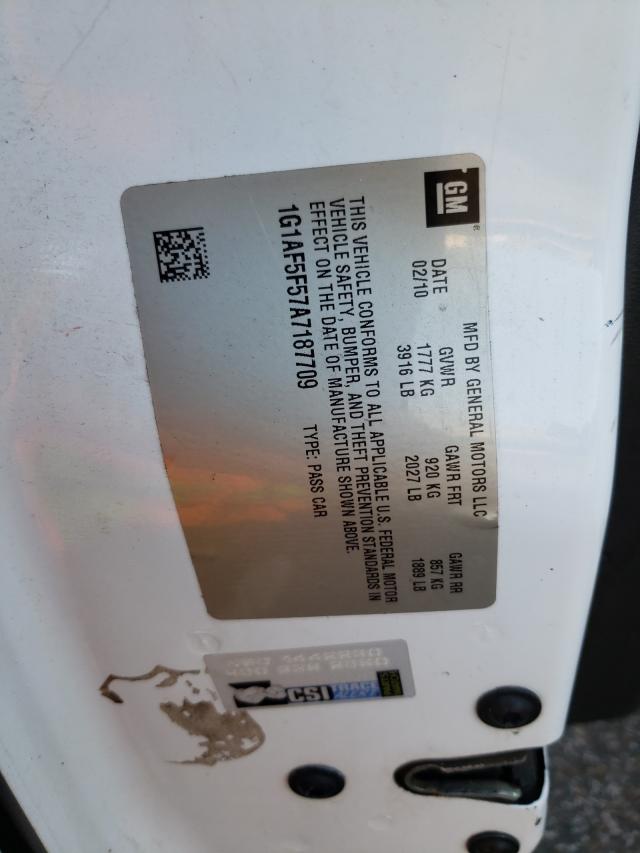 GM
MFD BY GENERAL MOTORS LLC
DATE GVWR GAWR FRT GAWR RR
02/10 1777 KG 920 KG 857 KG
3916 LB 2027 LB 1889 LB
THIS VEHICLE CONFORMS TO ALL APPLICABLE U.S. FEDERAL MOTOR
VEHICLE SAFETY, BUMPER, AND THEFT PREVENTION STANDARDS IN
EFFECT ON THE DATE OF MANUFACTURE SHOWN ABOVE.
1G1AF5F57A7187709 TYPE: PASS CAR
CSI